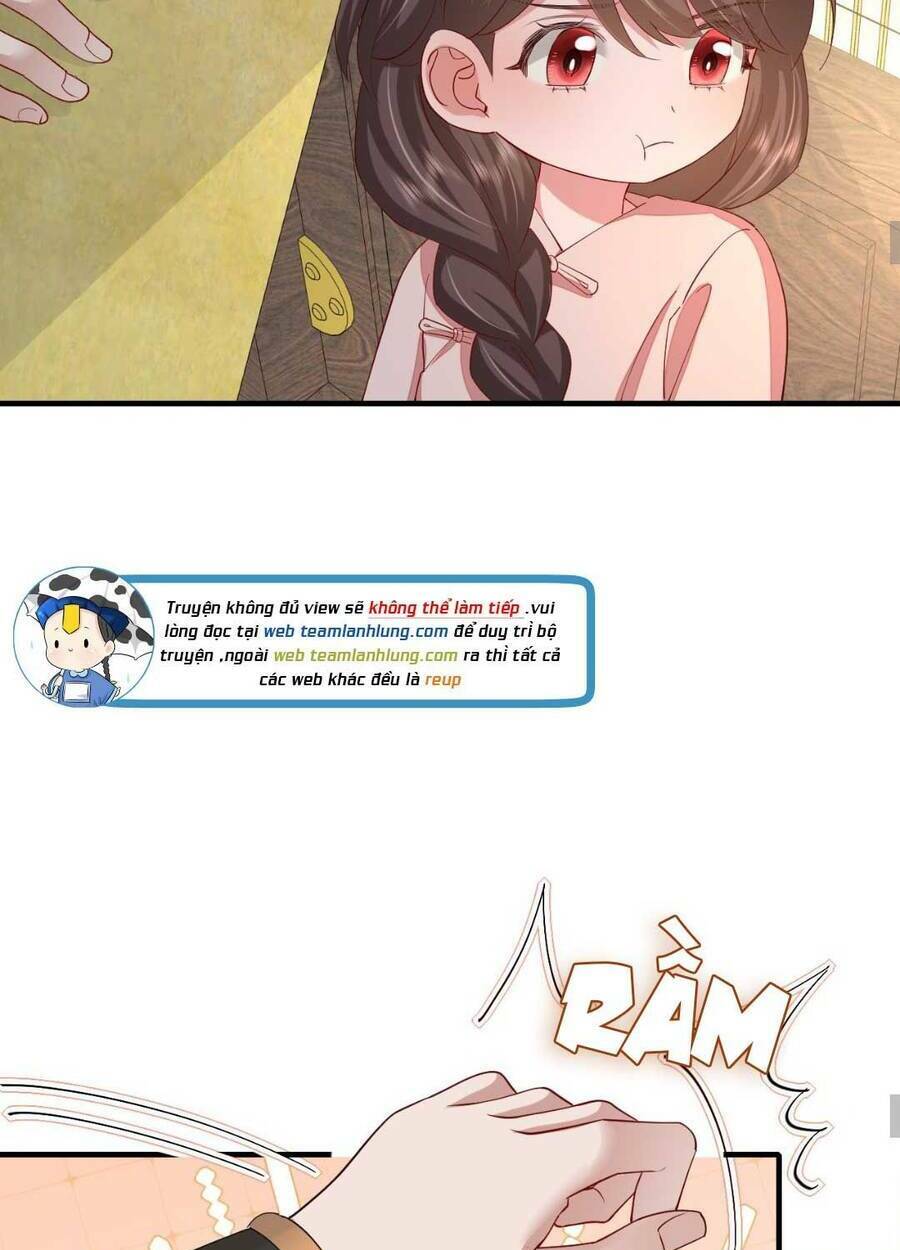 Truyện không đủ view sẽ không thể làm tiếp .vui
lòng đọc tại web teamlanhlung.com để duy trì bộ
truyện ,ngoài web teamlanhlung.com ra thì tất cả
các web khác đều là reup
RẦM